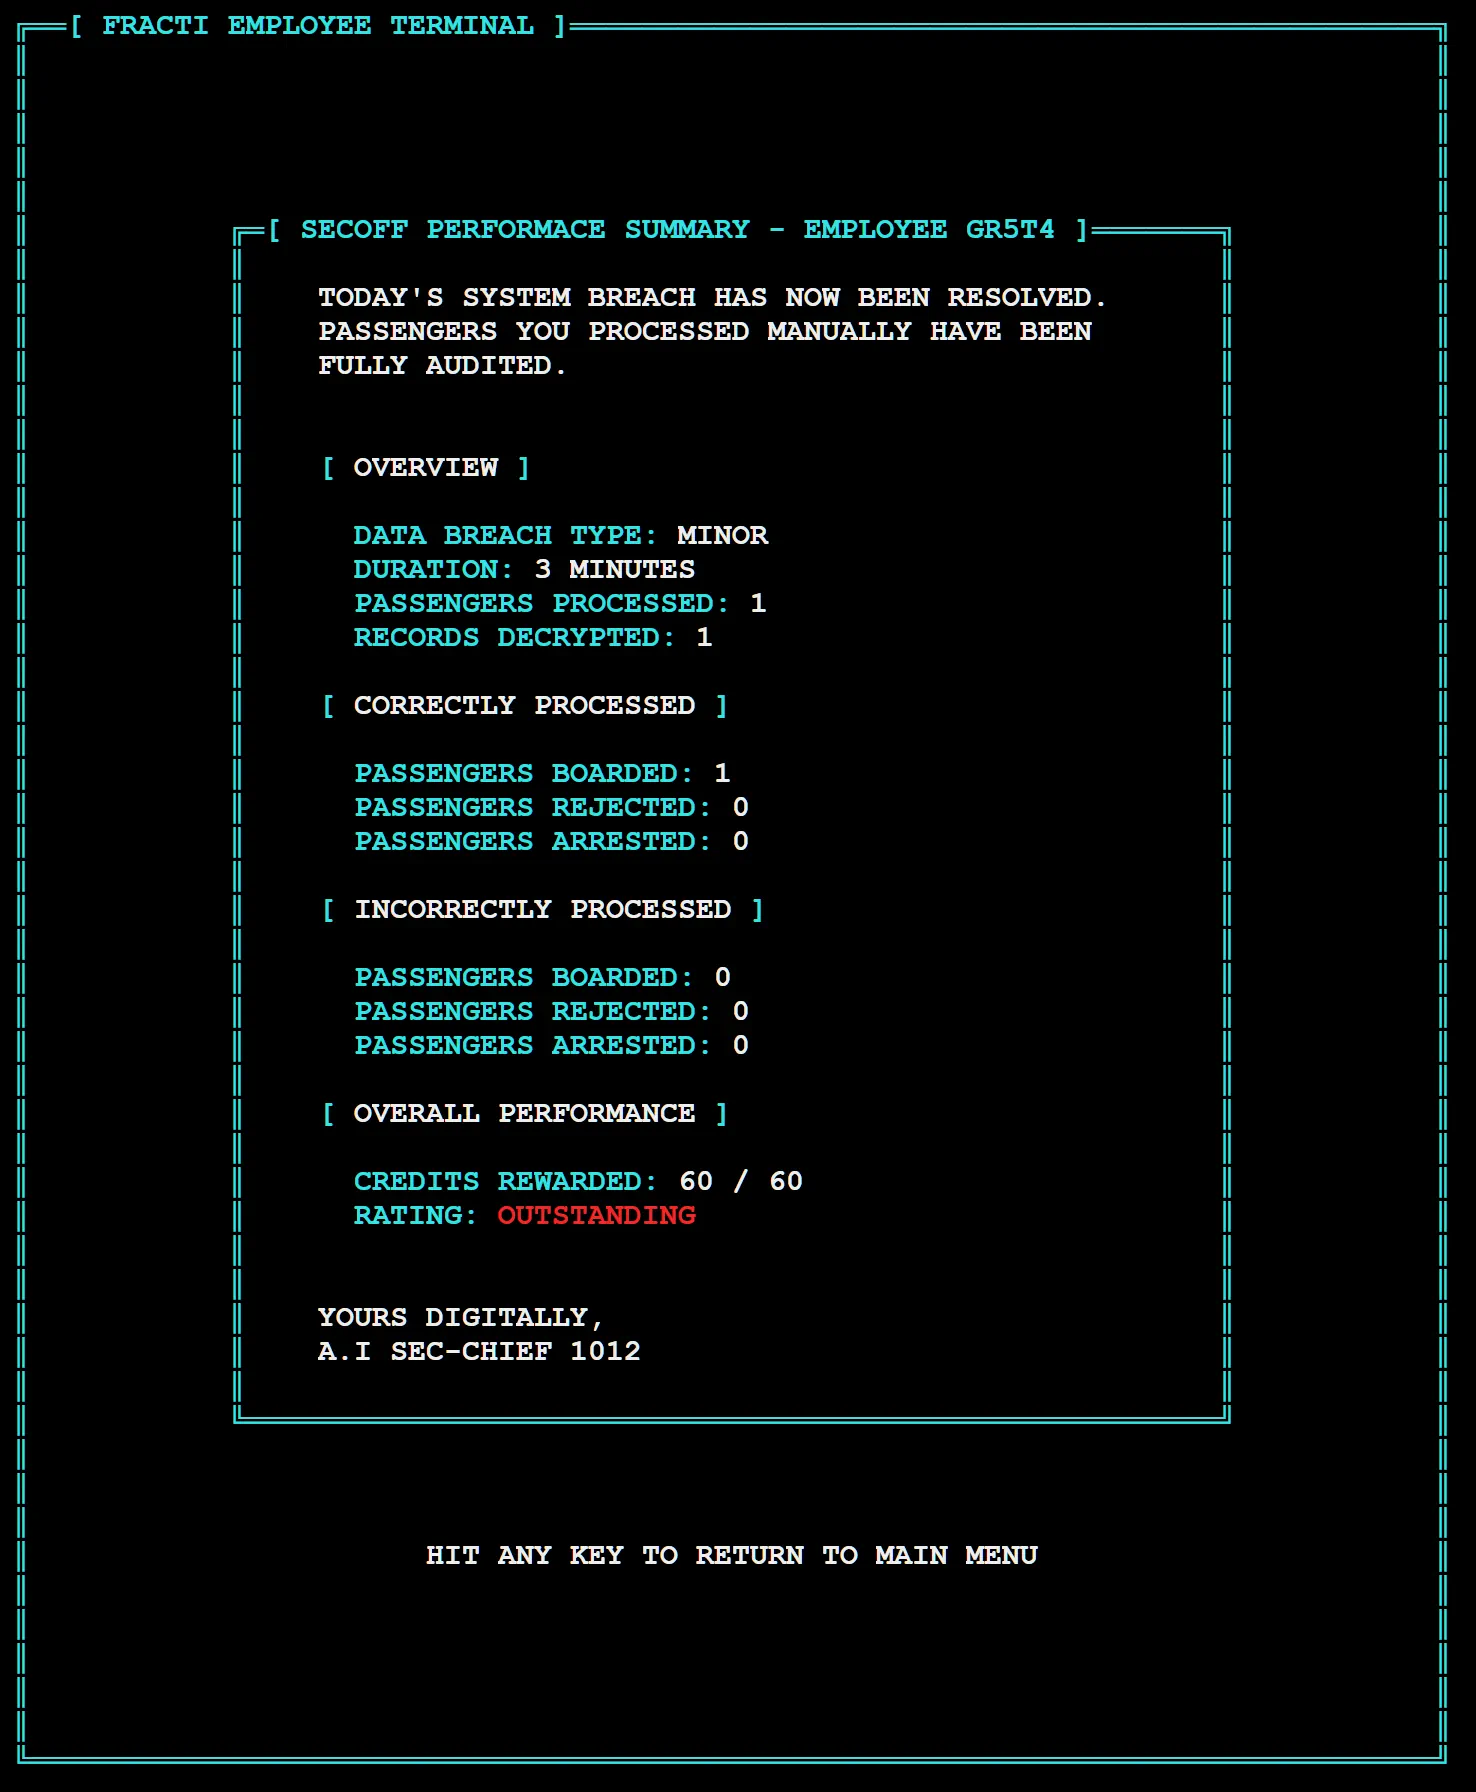 [ FRACTI EMPLOYEE TERMINAL ]
[ SECOFF PERFORMACE SUMMARY - EMPLOYEE GR5T4 ]
TODAY'S SYSTEM BREACH HAS NOW BEEN RESOLVED.
PASSENGERS YOU PROCESSED MANUALLY HAVE BEEN
FULLY AUDITED.
[ OVERVIEW ]
DATA BREACH TYPE: MINOR
DURATION: 3 MINUTES
PASSENGERS PROCESSED: 1
RECORDS DECRYPTED: 1
[ CORRECTLY PROCESSED ]
PASSENGERS BOARDED: 1
PASSENGERS REJECTED: 0
PASSENGERS ARRESTED: 0
[ INCORRECTLY PROCESSED ]
PASSENGERS BOARDED: 0
PASSENGERS REJECTED: 0
PASSENGERS ARRESTED: 0
[ OVERALL PERFORMANCE ]
CREDITS REWARDED: 60 / 60
RATING: OUTSTANDING
YOURS DIGITALLY,
A.I SEC-CHIEF 1012
HIT ANY KEY TO RETURN TO MAIN MENU